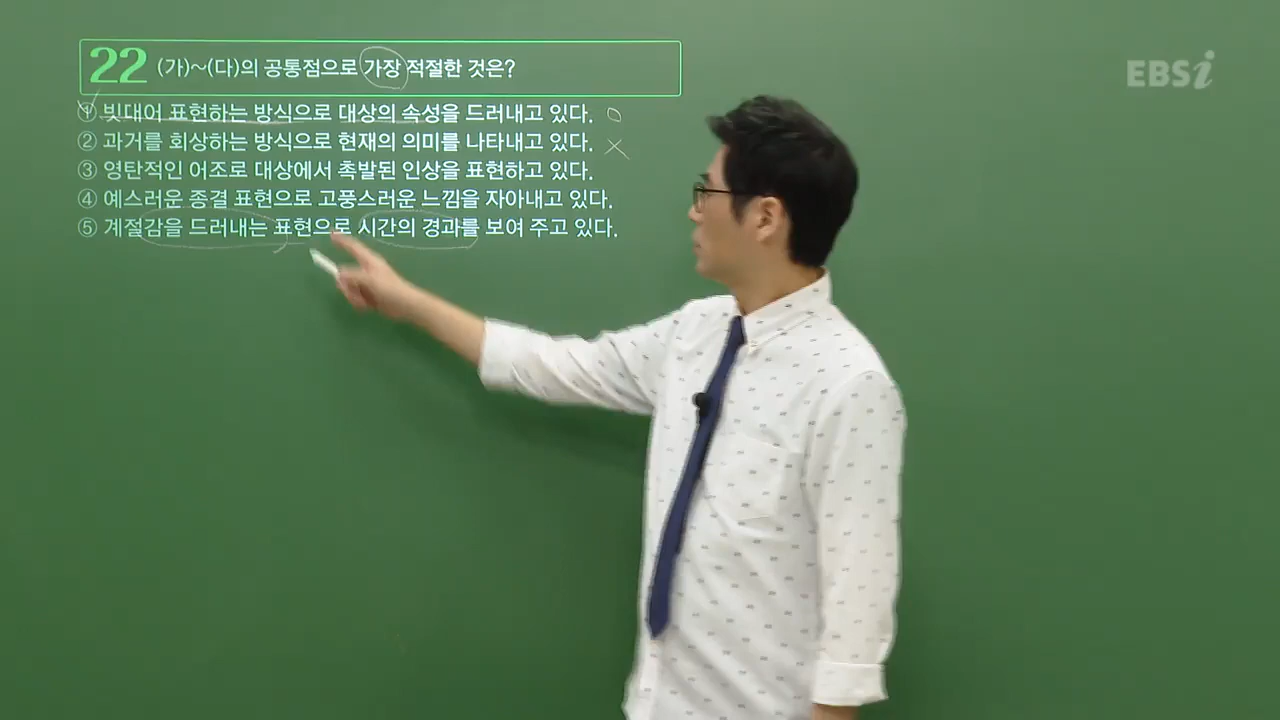 22 (가)~(다)의 공통점으로 가장 적절한 것은?
EBSi
① 빗대어 표현하는 방식으로 대상의 속성을 드러내고 있다.
② 과거를 회상하는 방식으로 현재의 의미를 나타내고 있다.
③ 영탄적인 어조로 대상에서 촉발된 인상을 표현하고 있다.
④ 예스러운 종결 표현으로 고풍스러운 느낌을 자아내고 있다.
⑤ 계절감을 드러내는 표현으로 시간의 경과를 보여 주고 있다.